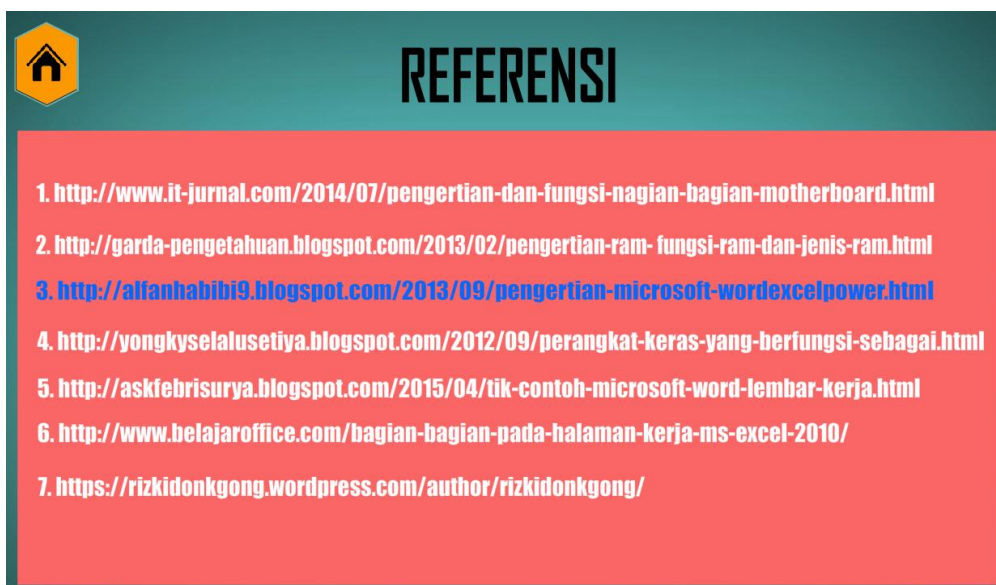 REFERENSI
1. http://www.it-jurnal.com/2014/07/pengertian-dan-fungsi-nagian-bagian-motherboard.html
2. http://garda-pengetahuan.blogspot.com/2013/02/pengertian-ram- fungsi-ram-dan-jenis-ram.html
3. http://alfanhabibi9.blogspot.com/2013/09/pengertian-microsoft-wordexcelpower.html
4. http://yongkyselalusetiya.blogspot.com/2012/09/perangkat-keras-yang-berfungsi-sebagai.html
5. http://askfebrisurya.blogspot.com/2015/04/tik-contoh-microsoft-word-lembar-kerja.html
6. http://www.belajaroffice.com/bagian-bagian-pada-halaman-kerja-ms-excel-2010/
7. https://rizkidonkgong.wordpress.com/author/rizkidonkgong/